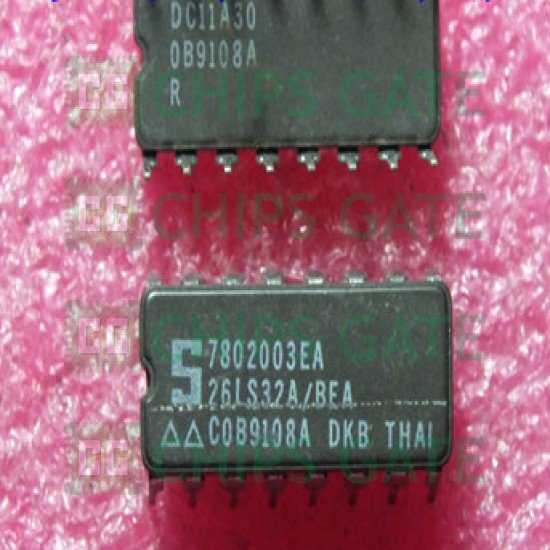 DC11A30
0B9108A
R
CHIPS GATE
CHIPS GATE
S 7802003EA
26LS32A/BEA
CHIPS GATE
△△ C0B9108A DKB THAI
CHIPS GATE